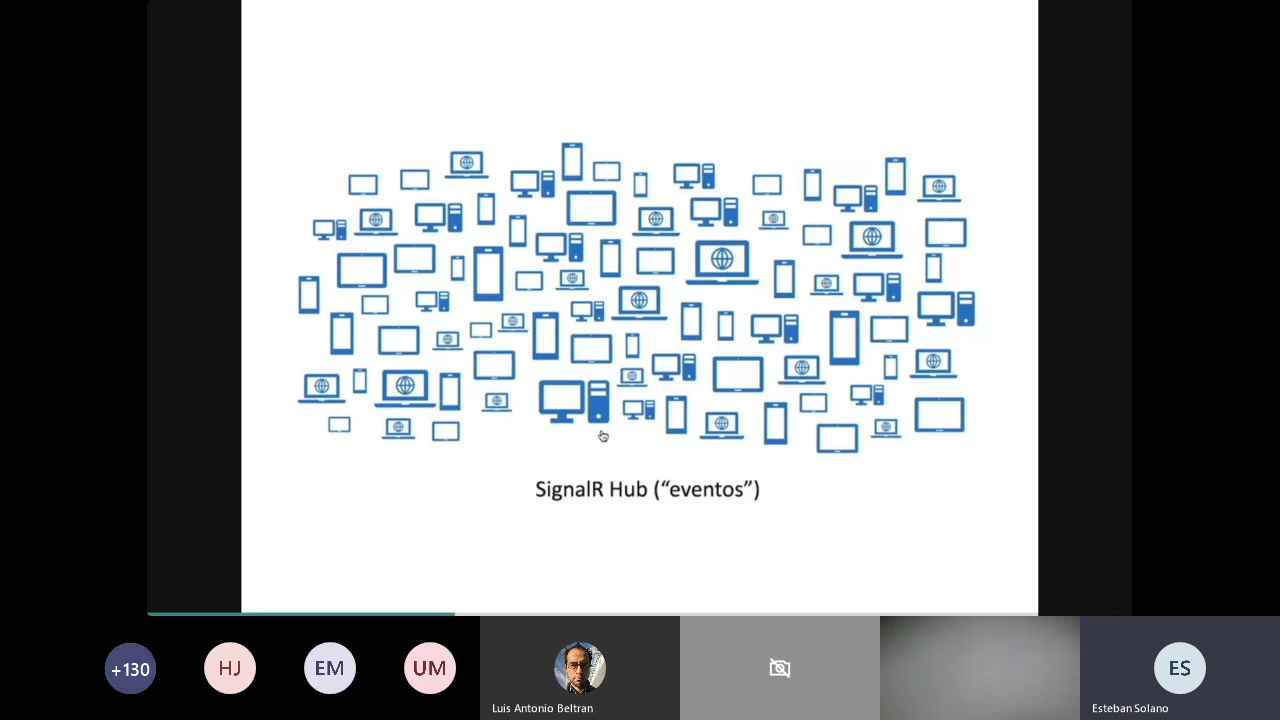 SignalR Hub (“eventos”)
+130
HJ
EM
UM
Luis Antonio Beltran
ES
Esteban Solano